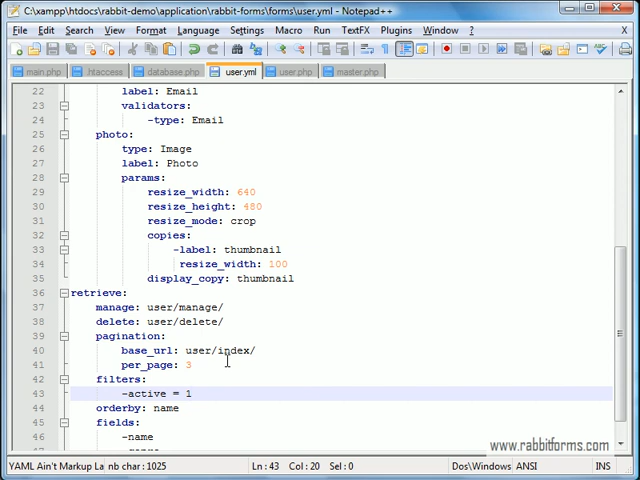 C:\xampp\htdocs\rabbit-demo\application\rabbit-forms\forms\user.yml - Notepad++
File Edit Search View Format Language Settings Macro Run TextFX Plugins Window ?
main.php .htaccess database.php user.yml user.php master.php
22 label: Email
23 validators:
24 -type: Email
25 photo:
26 type: Image
27 label: Photo
28 params:
29 resize_width: 640
30 resize_height: 480
31 resize_mode: crop
32 copies:
33 -label: thumbnail
34 resize_width: 100
35 display_copy: thumbnail
36 retrieve:
37 manage: user/manage/
38 delete: user/delete/
39 pagination:
40 base_url: user/index/
41 per_page: 3
42 filters:
43 -active = 1
44 orderby: name
45 fields:
46 -name
www.rabbitforms.com
YAML Ain't Markup La nb char: 1025 Ln: 43 Col: 20 Sel: 0 Dos\Windows ANSI INS